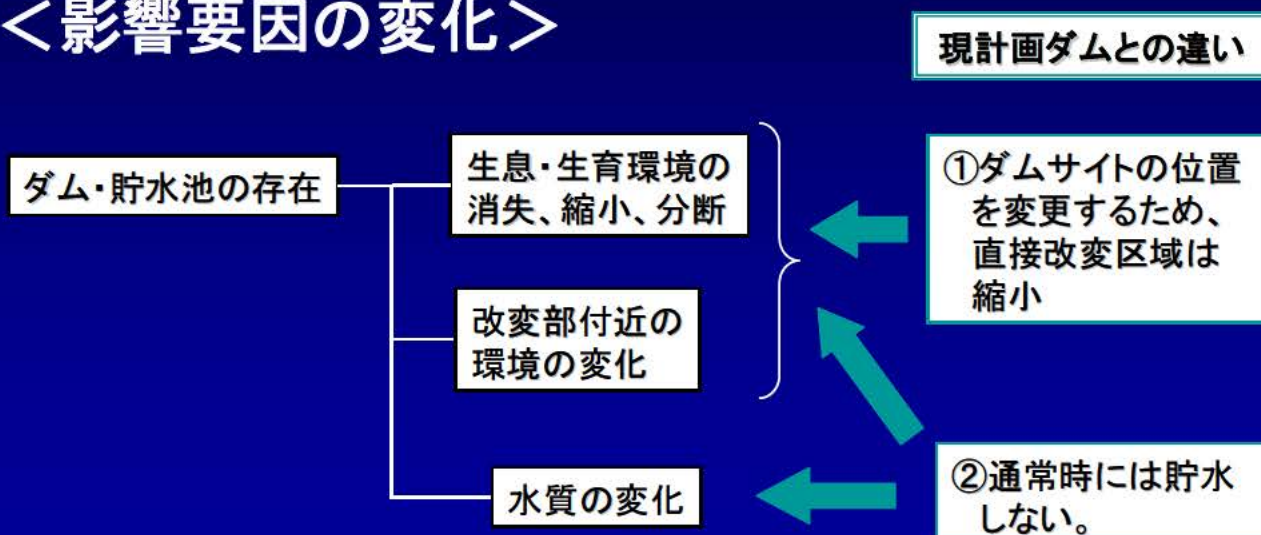 ＜影響要因の変化＞
現計画ダムとの違い
ダム・貯水池の存在
生息・生育環境の
消失、縮小、分断
改変部付近の
環境の変化
水質の変化
①ダムサイトの位置
を変更するため、
直接改変区域は
縮小
②通常時には貯水
しない。